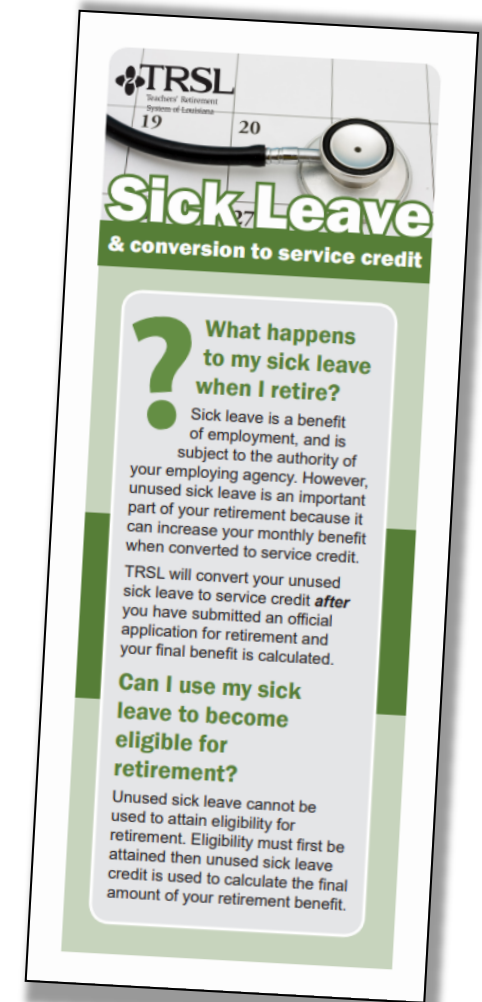 TRSL
Teachers' Retirement
System of Louisiana
19
20
27
Sick Leave
& conversion to service credit
?
What happens
to my sick leave
when I retire?
Sick leave is a benefit
of employment, and is
subject to the authority of
your employing agency. However,
unused sick leave is an important
part of your retirement because it
can increase your monthly benefit
when converted to service credit.
TRSL will convert your unused
sick leave to service credit after
you have submitted an official
application for retirement and
your final benefit is calculated.
Can I use my sick
leave to become
eligible for
retirement?
Unused sick leave cannot be
used to attain eligibility for
retirement. Eligibility must first be
attained then unused sick leave
credit is used to calculate the final
amount of your retirement benefit.